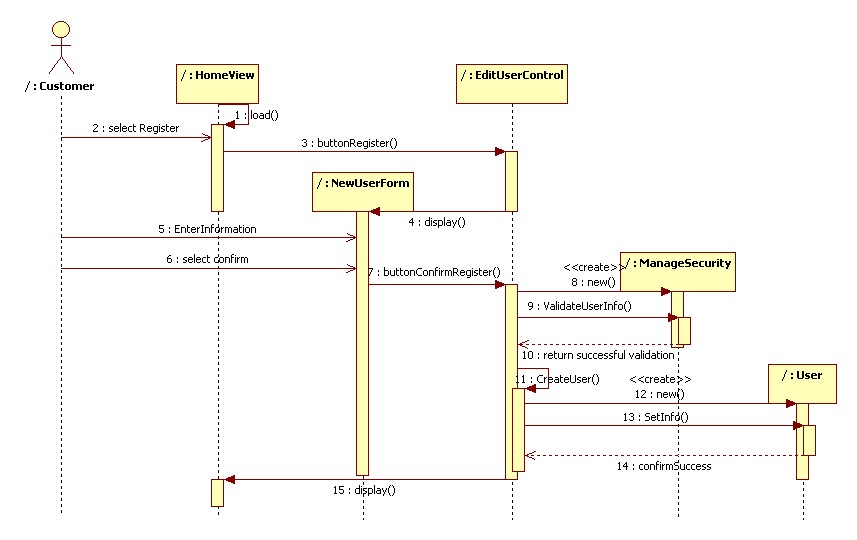 / : Customer
/ : HomeView
/ : EditUserControl
1 : load()
2 : select Register
3 : buttonRegister()
/ : NewUserForm
4 : display()
5 : EnterInformation
6 : select confirm
7 : buttonConfirmRegister()
/ : ManageSecurity
<<create>>
8 : new()
9 : ValidateUserInfo()
10 : return successful validation
/ : User
11 : CreateUser()
<<create>>
12 : new()
13 : SetInfo()
14 : confirmSuccess
15 : display()